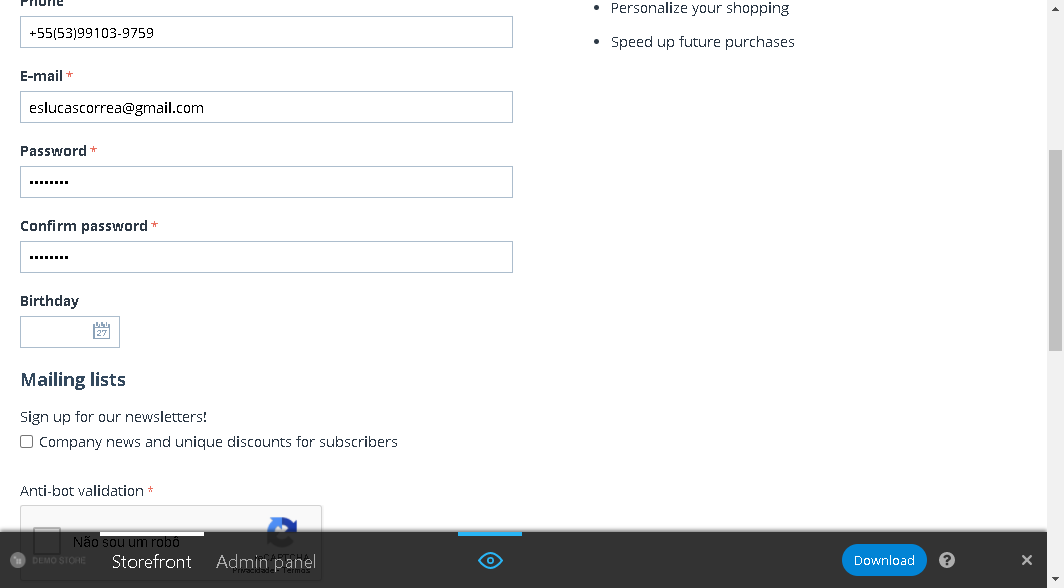 Phone
+55(53)99103-9759
E-mail *
eslucascorrea@gmail.com
Password *
••••••••
Confirm password *
••••••••
Birthday
27
Mailing lists
Sign up for our newsletters!
Company news and unique discounts for subscribers
Anti-bot validation *
Não sou um robô
reCAPTCHA
Privacidade - Termos
• Personalize your shopping
• Speed up future purchases
DEMO STORE
Storefront
Admin panel
Download
?
×